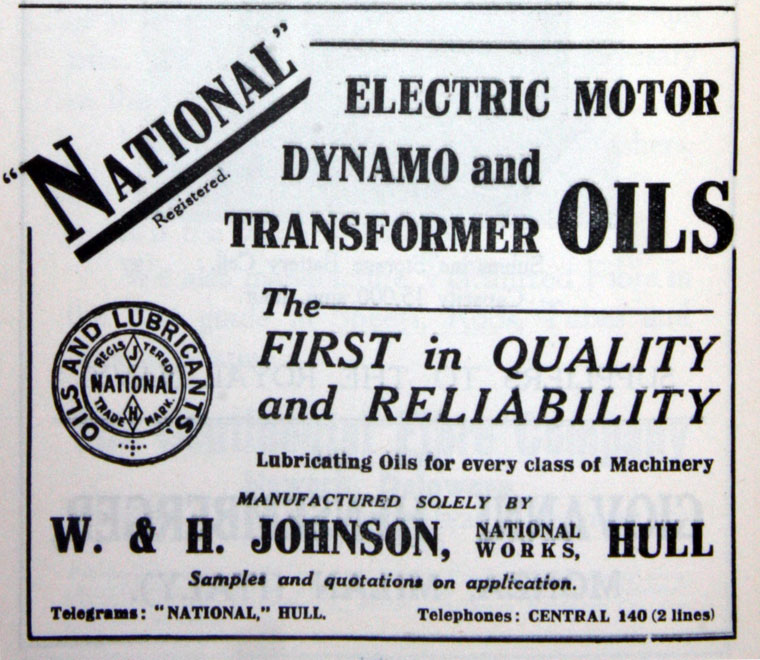 "NATIONAL"
Registered.
ELECTRIC MOTOR
DYNAMO and
TRANSFORMER OILS
The
FIRST in QUALITY
and RELIABILITY
OILS AND LUBRICANTS.
REGISTERED
J
NATIONAL
H
TRADE MARK.
Lubricating Oils for every class of Machinery
MANUFACTURED SOLELY BY
W. & H. JOHNSON, NATIONAL WORKS, HULL
Samples and quotations on application.
Telegrams: "NATIONAL," HULL. Telephones: CENTRAL 140 (2 lines)